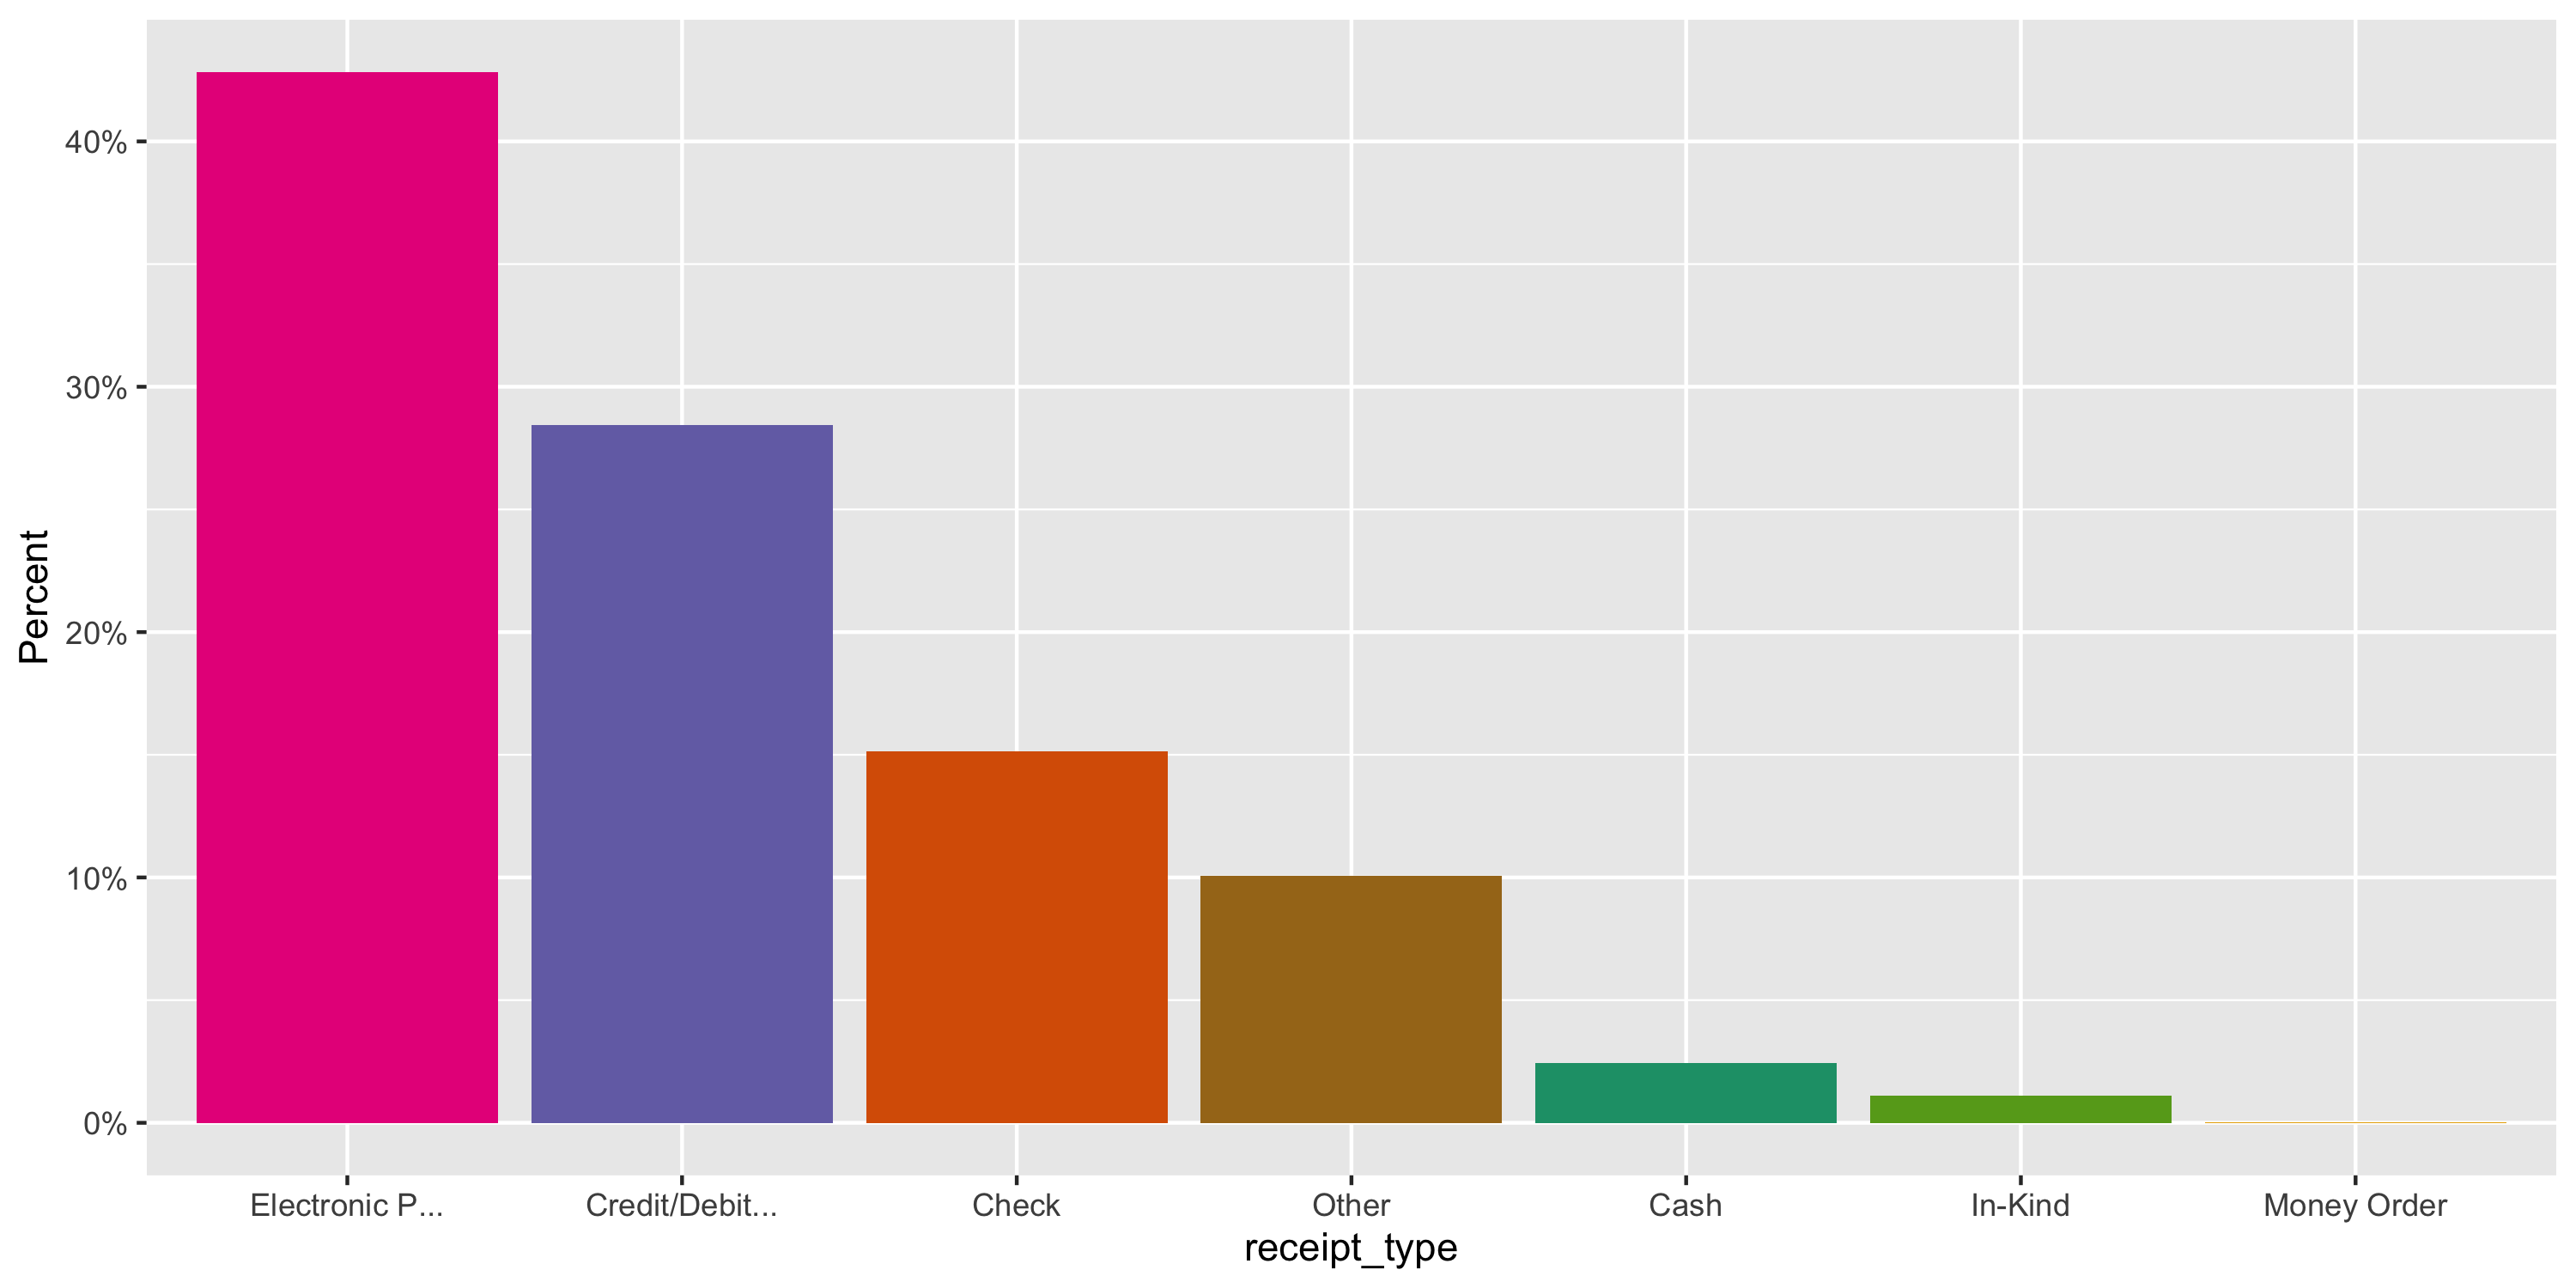 Percent
40%
30%
20%
10%
0%
Electronic P... Credit/Debit... Check Other Cash In-Kind Money Order
receipt_type